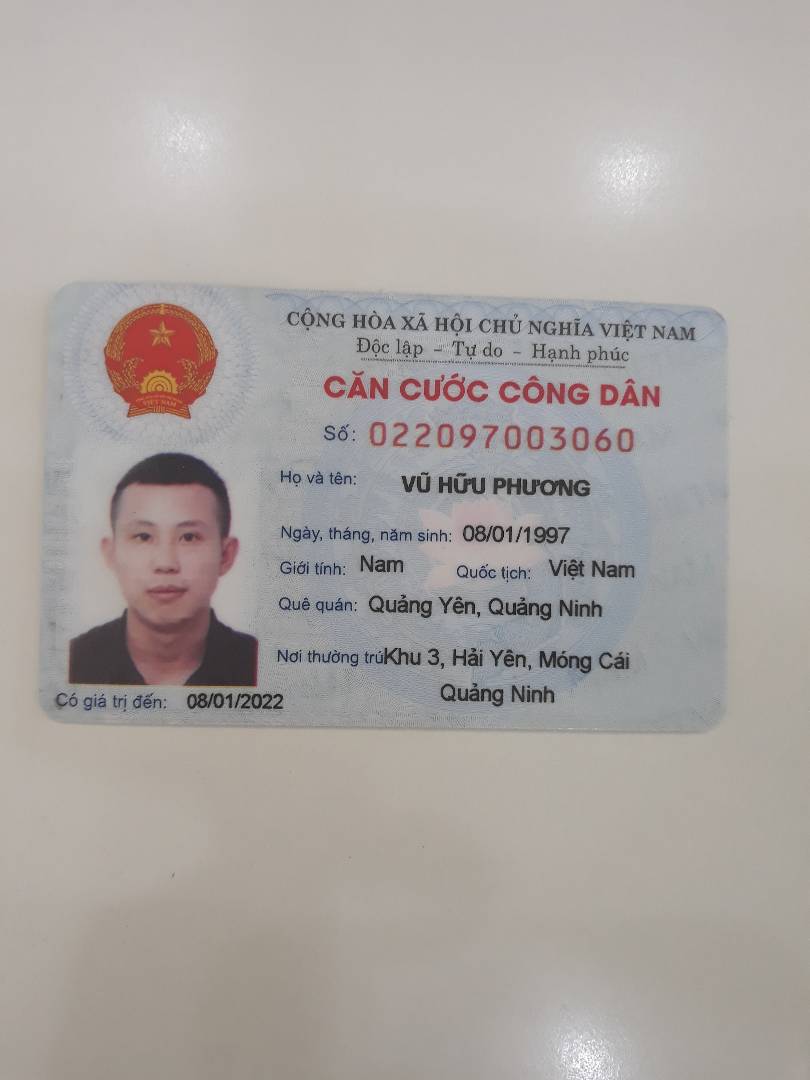 CỘNG HÒA XÃ HỘI CHỦ NGHĨA VIỆT NAM
Độc lập - Tự do - Hạnh phúc
CĂN CƯỚC CÔNG DÂN
Số: 022097003060
Họ và tên: VŨ HỮU PHƯƠNG
Ngày, tháng, năm sinh: 08/01/1997
Giới tính: Nam Quốc tịch: Việt Nam
Quê quán: Quảng Yên, Quảng Ninh
Nơi thường trú Khu 3, Hải Yên, Móng Cái
Quảng Ninh
Có giá trị đến: 08/01/2022